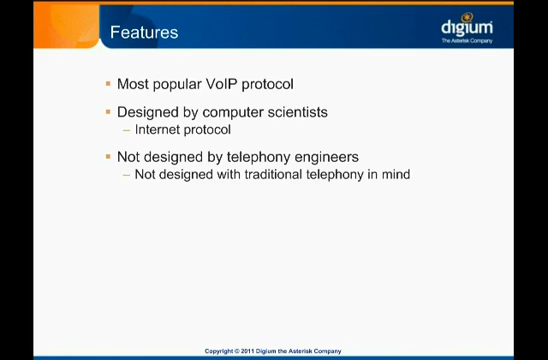 Features
digium
The Asterisk Company
Most popular VoIP protocol
Designed by computer scientists
– Internet protocol
Not designed by telephony engineers
– Not designed with traditional telephony in mind
Copyright © 2011 Digium the Asterisk Company